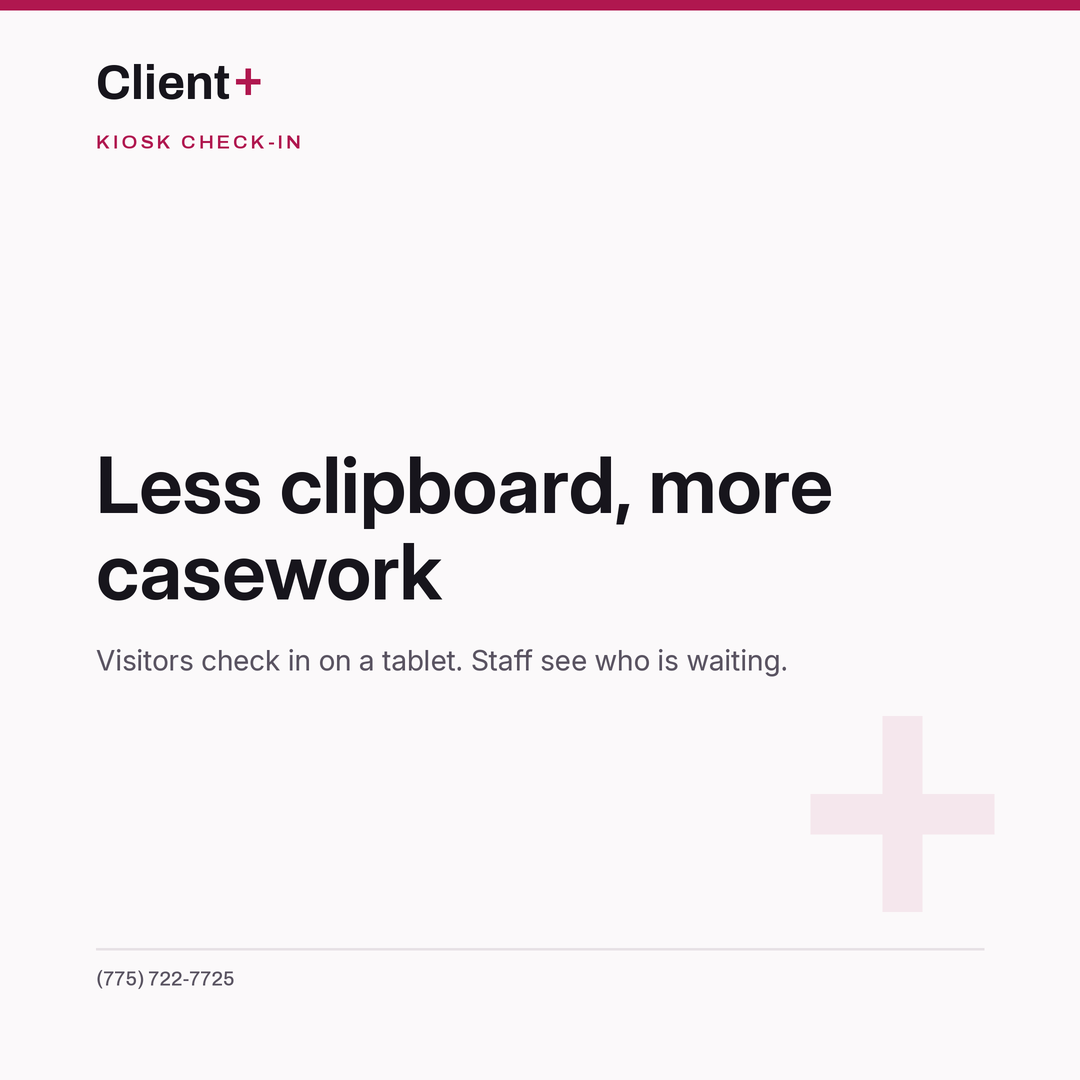 Client+
KIOSK CHECK-IN
Less clipboard, more
casework
Visitors check in on a tablet. Staff see who is waiting.
(775) 722-7725